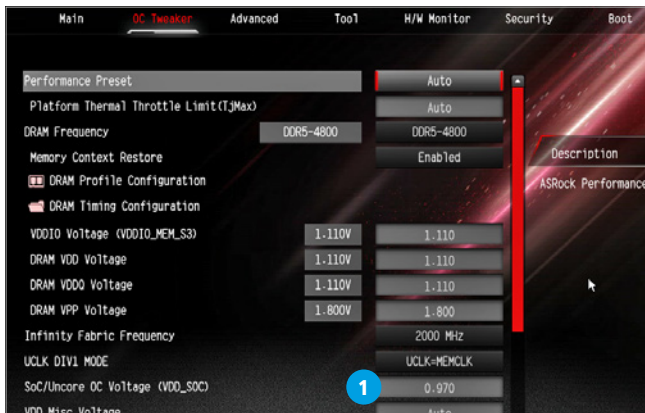 Main OC Tweaker Advanced Tool H/W Monitor Security Boot
Performance Preset Auto
Platform Thermal Throttle Limit(TjMax) Auto
DRAM Frequency DDR5-4800 DDR5-4800
Memory Context Restore Enabled
Description
DRAM Profile Configuration
ASRock Performance
DRAM Timing Configuration
VDDIO Voltage (VDDIO_MEM_S3) 1.110V 1.110
DRAM VDD Voltage 1.110V 1.110
DRAM VDDQ Voltage 1.110V 1.110
DRAM VPP Voltage 1.800V 1.800
Infinity Fabric Frequency 2000 MHz
UCLK DIV1 MODE UCLK=MEMCLK
SoC/Uncore OC Voltage (VDD_SOC) 1 0.970
VDD Misc Voltage Auto